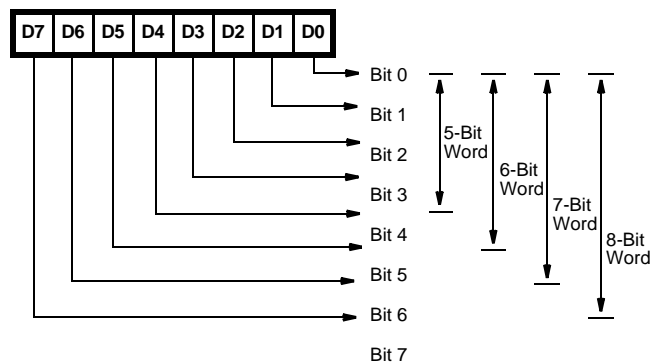 D7 D6 D5 D4 D3 D2 D1 D0
Bit 0
Bit 1
Bit 2
Bit 3
Bit 4
Bit 5
Bit 6
Bit 7
5-Bit
Word
6-Bit
Word
7-Bit
Word
8-Bit
Word